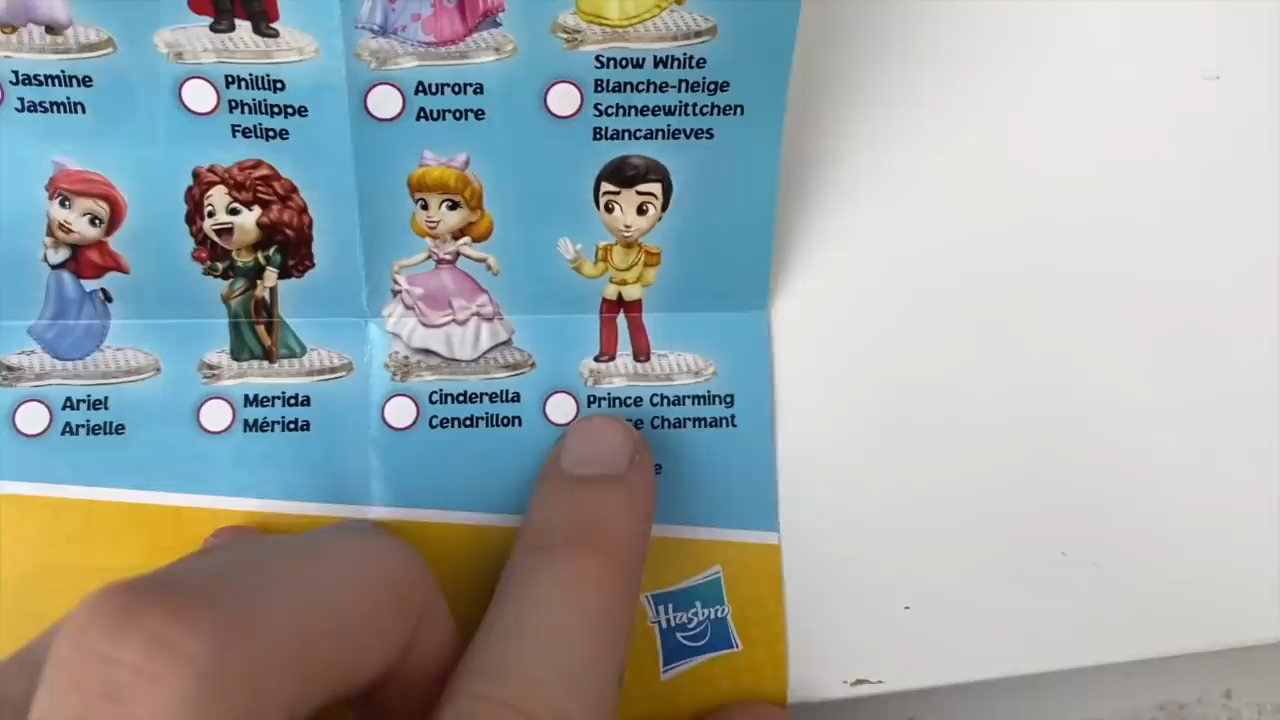 Jasmine
Jasmin
Phillip
Philippe
Felipe
Aurora
Aurore
Snow White
Blanche-Neige
Schneewittchen
Blancanieves
Ariel
Arielle
Merida
Mérida
Cinderella
Cendrillon
Prince Charming
Charmant
Hasbro